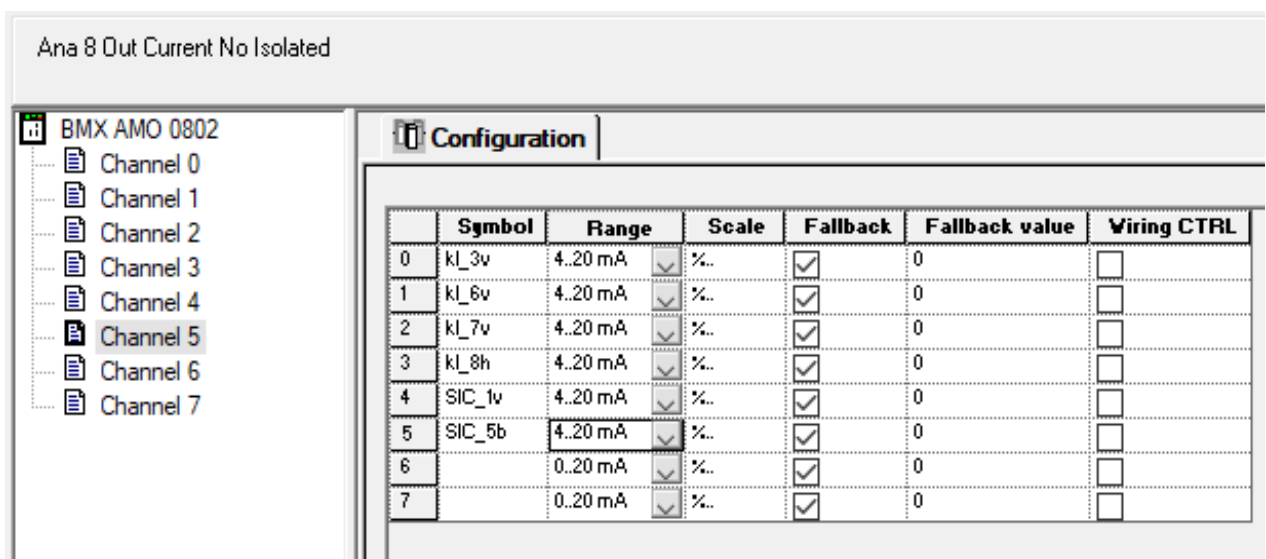 Ana 8 Out Current No Isolated
BMX AMO 0802
Channel 0
Channel 1
Channel 2
Channel 3
Channel 4
Channel 5
Channel 6
Channel 7
Configuration
Symbol Range Scale Fallback Fallback value Wiring CTRL
0 kl_3v 4..20 mA %.. 0
1 kl_6v 4..20 mA %.. 0
2 kl_7v 4..20 mA %.. 0
3 kl_8h 4..20 mA %.. 0
4 SIC_1v 4..20 mA %.. 0
5 SIC_5b 4..20 mA %.. 0
6 0..20 mA %.. 0
7 0..20 mA %.. 0